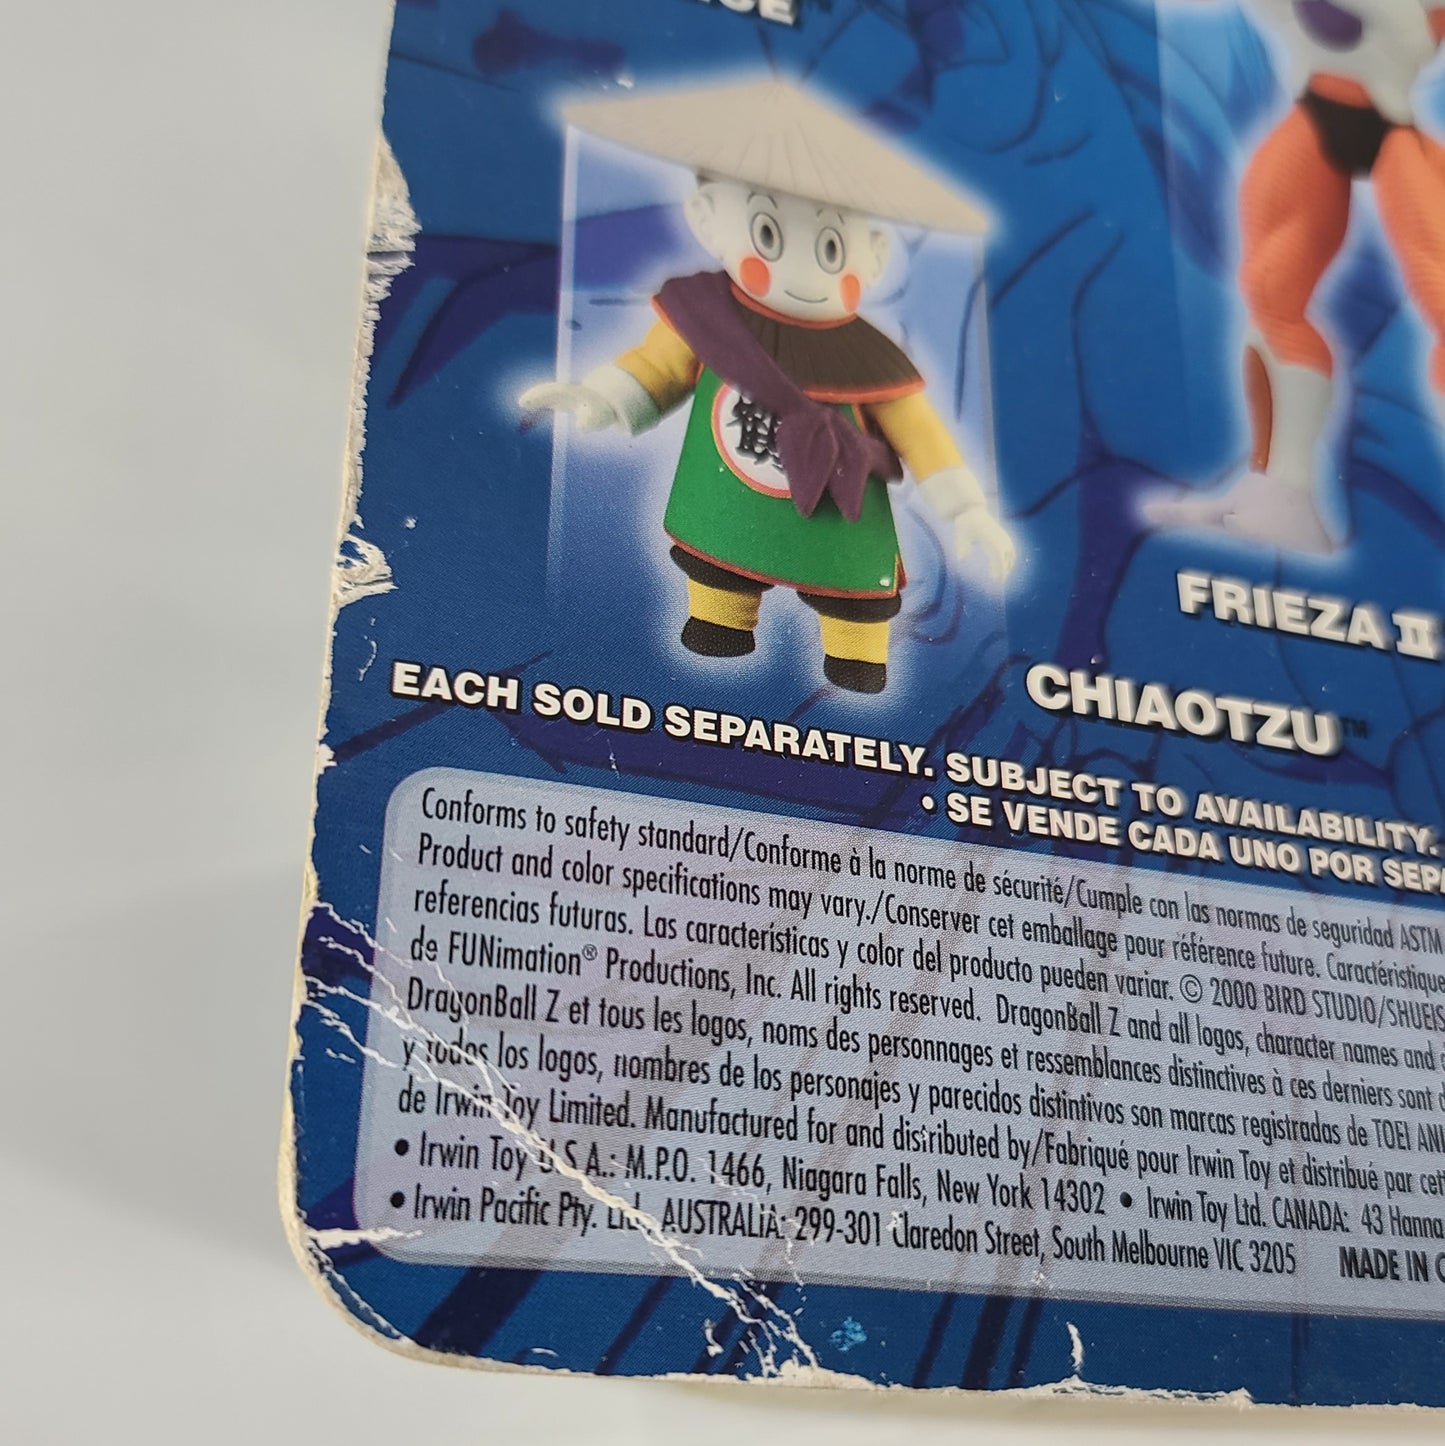 鶴
FRIEZA II
CHIAOTZU™
EACH SOLD SEPARATELY. SUBJECT TO AVAILABILITY.
• SE VENDE CADA UNO POR
Conforms to safety standard/Conforme à la norme de sécurité/Cumple con las normas de seguridad ASTM
Product and color specifications may vary./Conserver cet emballage pour référence future. Caractéristique
referencias futuras. Las características y color del producto pueden variar. © 2000 BIRD STUDIO/SHUEIS
de FUNimation® Productions, Inc. All rights reserved. DragonBall Z and all logos, character names and
DragonBall Z et tous les logos, noms des personnages et ressemblances distinctives à ces derniers sont
y todos los logos, nombres de los personajes y parecidos distintivos son marcas registradas de TOEI ANI
de Irwin Toy Limited. Manufactured for and distributed by/Fabriqué pour Irwin Toy et distribué par
• Irwin Toy U.S.A.: M.P.O. 1466, Niagara Falls, New York 14302 • Irwin Toy Ltd. CANADA: 43 Hanna
• Irwin Pacific Pty. Ltd., AUSTRALIA: 299-301 Claredon Street, South Melbourne VIC 3205 MADE IN